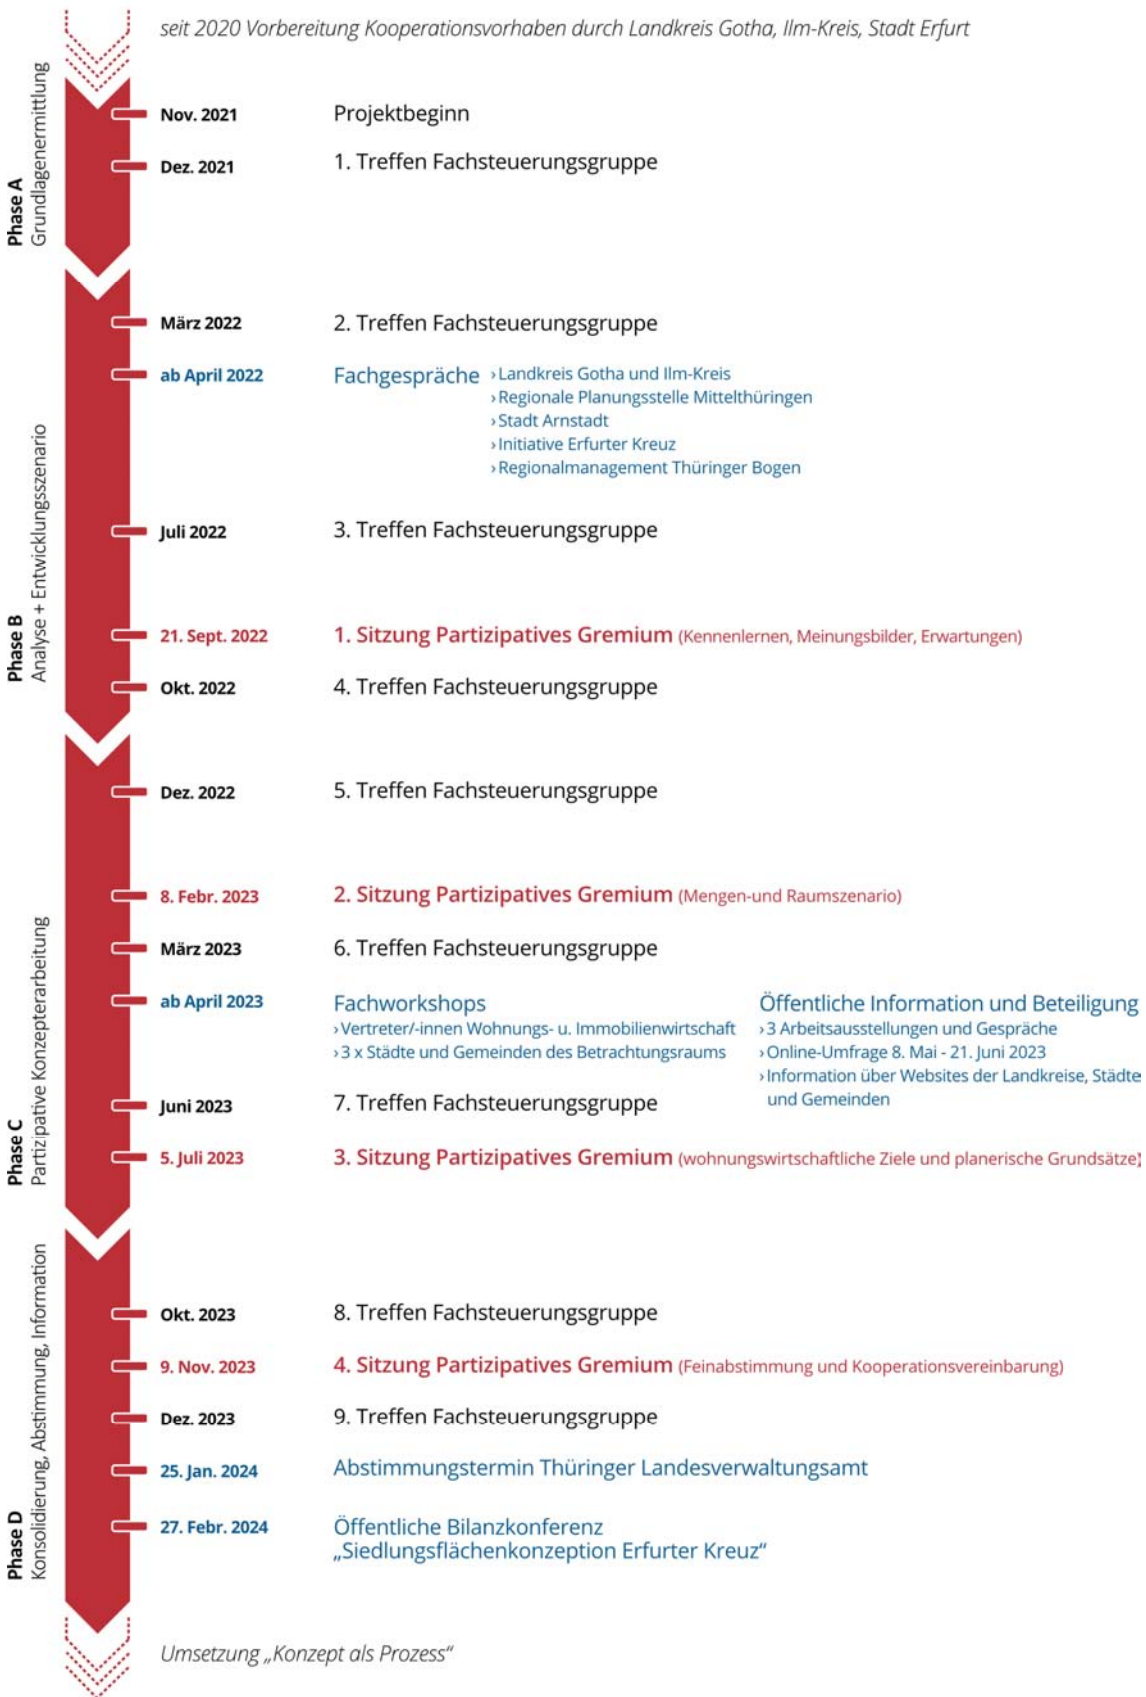 seit 2020 Vorbereitung Kooperationsvorhaben durch Landkreis Gotha, Ilm-Kreis, Stadt Erfurt
Phase A
Grundlagenermittlung
Nov. 2021 Projektbeginn
Dez. 2021 1. Treffen Fachsteuerungsgruppe
Phase B
Analyse + Entwicklungsszenario
März 2022 2. Treffen Fachsteuerungsgruppe
ab April 2022 Fachgespräche › Landkreis Gotha und Ilm-Kreis
› Regionale Planungsstelle Mittelthüringen
› Stadt Arnstadt
› Initiative Erfurter Kreuz
› Regionalmanagement Thüringer Bogen
Juli 2022 3. Treffen Fachsteuerungsgruppe
21. Sept. 2022 1. Sitzung Partizipatives Gremium (Kennenlernen, Meinungsbilder, Erwartungen)
Okt. 2022 4. Treffen Fachsteuerungsgruppe
Phase C
Partizipative Konzepterarbeitung
Dez. 2022 5. Treffen Fachsteuerungsgruppe
8. Febr. 2023 2. Sitzung Partizipatives Gremium (Mengen-und Raumszenario)
März 2023 6. Treffen Fachsteuerungsgruppe
ab April 2023 Fachworkshops
› Vertreter/-innen Wohnungs- u. Immobilienwirtschaft
› 3 x Städte und Gemeinden des Betrachtungsraums
Öffentliche Information und Beteiligung
› 3 Arbeitsausstellungen und Gespräche
› Online-Umfrage 8. Mai - 21. Juni 2023
› Information über Websites der Landkreise, Städte
und Gemeinden
Juni 2023 7. Treffen Fachsteuerungsgruppe
5. Juli 2023 3. Sitzung Partizipatives Gremium (wohnungswirtschaftliche Ziele und planerische Grundsätze)
Phase D
Konsolidierung, Abstimmung, Information
Okt. 2023 8. Treffen Fachsteuerungsgruppe
9. Nov. 2023 4. Sitzung Partizipatives Gremium (Feinabstimmung und Kooperationsvereinbarung)
Dez. 2023 9. Treffen Fachsteuerungsgruppe
25. Jan. 2024 Abstimmungstermin Thüringer Landesverwaltungsamt
27. Febr. 2024 Öffentliche Bilanzkonferenz
„Siedlungsflächenkonzeption Erfurter Kreuz“
Umsetzung „Konzept als Prozess“